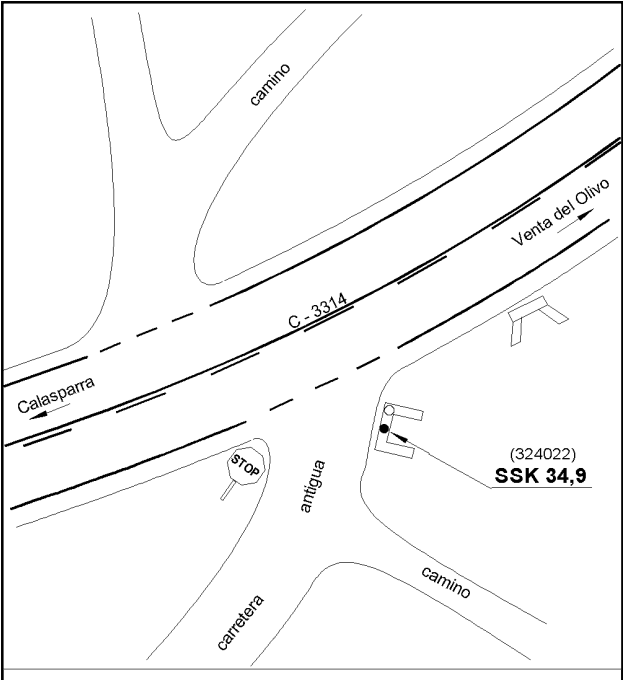 camino
Venta del Olivo
C - 3314
Calasparra
STOP
(324022)
SSK 34,9
antigua
camino
carretera